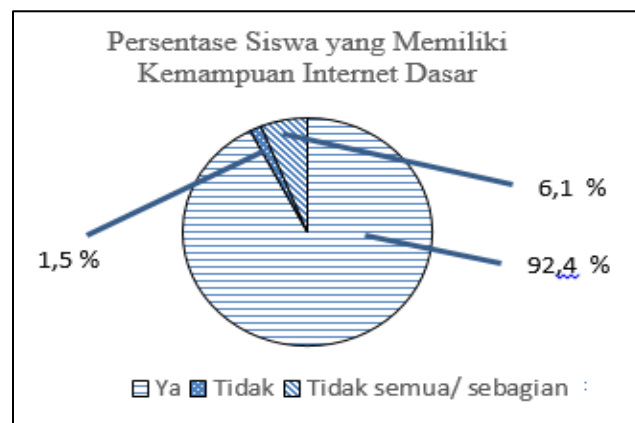 Persentase Siswa yang Memiliki
Kemampuan Internet Dasar
6,1 %
1,5 %
92,4 %
Ya Tidak Tidak semua/ sebagian :